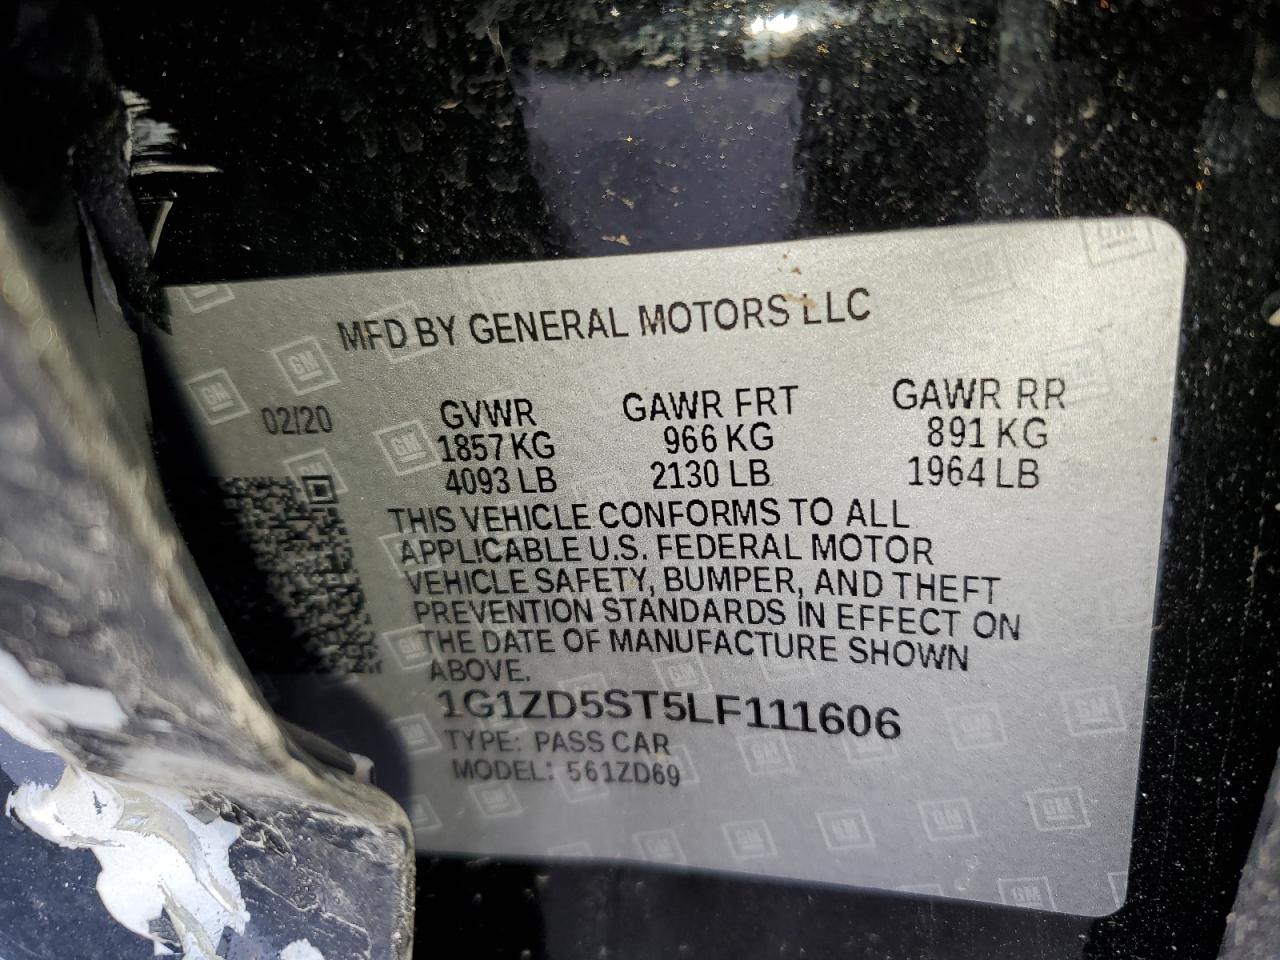 MFD BY GENERAL MOTORS LLC
02/20 GVWR GAWR FRT GAWR RR
1857 KG 966 KG 891 KG
4093 LB 2130 LB 1964 LB
THIS VEHICLE CONFORMS TO ALL
APPLICABLE U.S. FEDERAL MOTOR
VEHICLE SAFETY, BUMPER, AND THEFT
PREVENTION STANDARDS IN EFFECT ON
THE DATE OF MANUFACTURE SHOWN
ABOVE.
1G1ZD5ST5LF111606
TYPE: PASS CAR
MODEL: 561ZD69